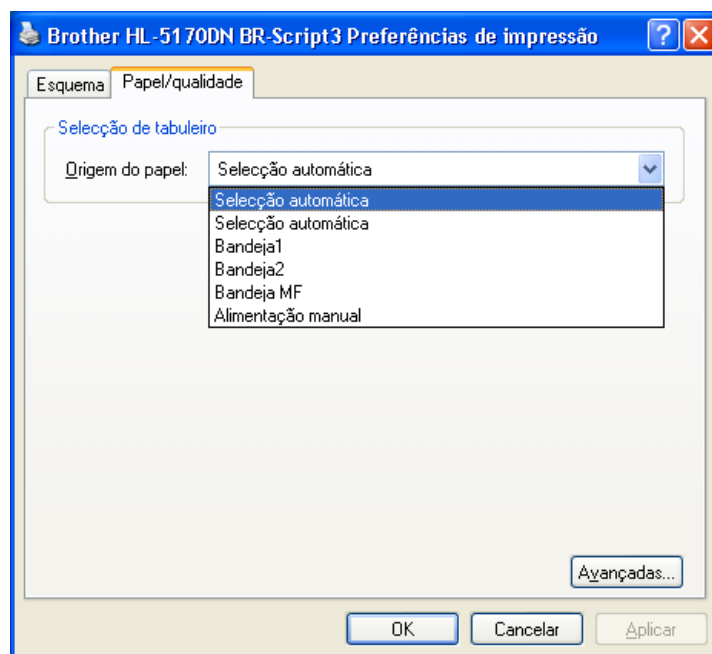 Brother HL-5170DN BR-Script3 Preferências de impressão
Esquema Papel/qualidade
Selecção de tabuleiro
Origem do papel: Selecção automática
Selecção automática
Selecção automática
Bandeja1
Bandeja2
Bandeja MF
Alimentação manual
Avançadas...
OK Cancelar Aplicar